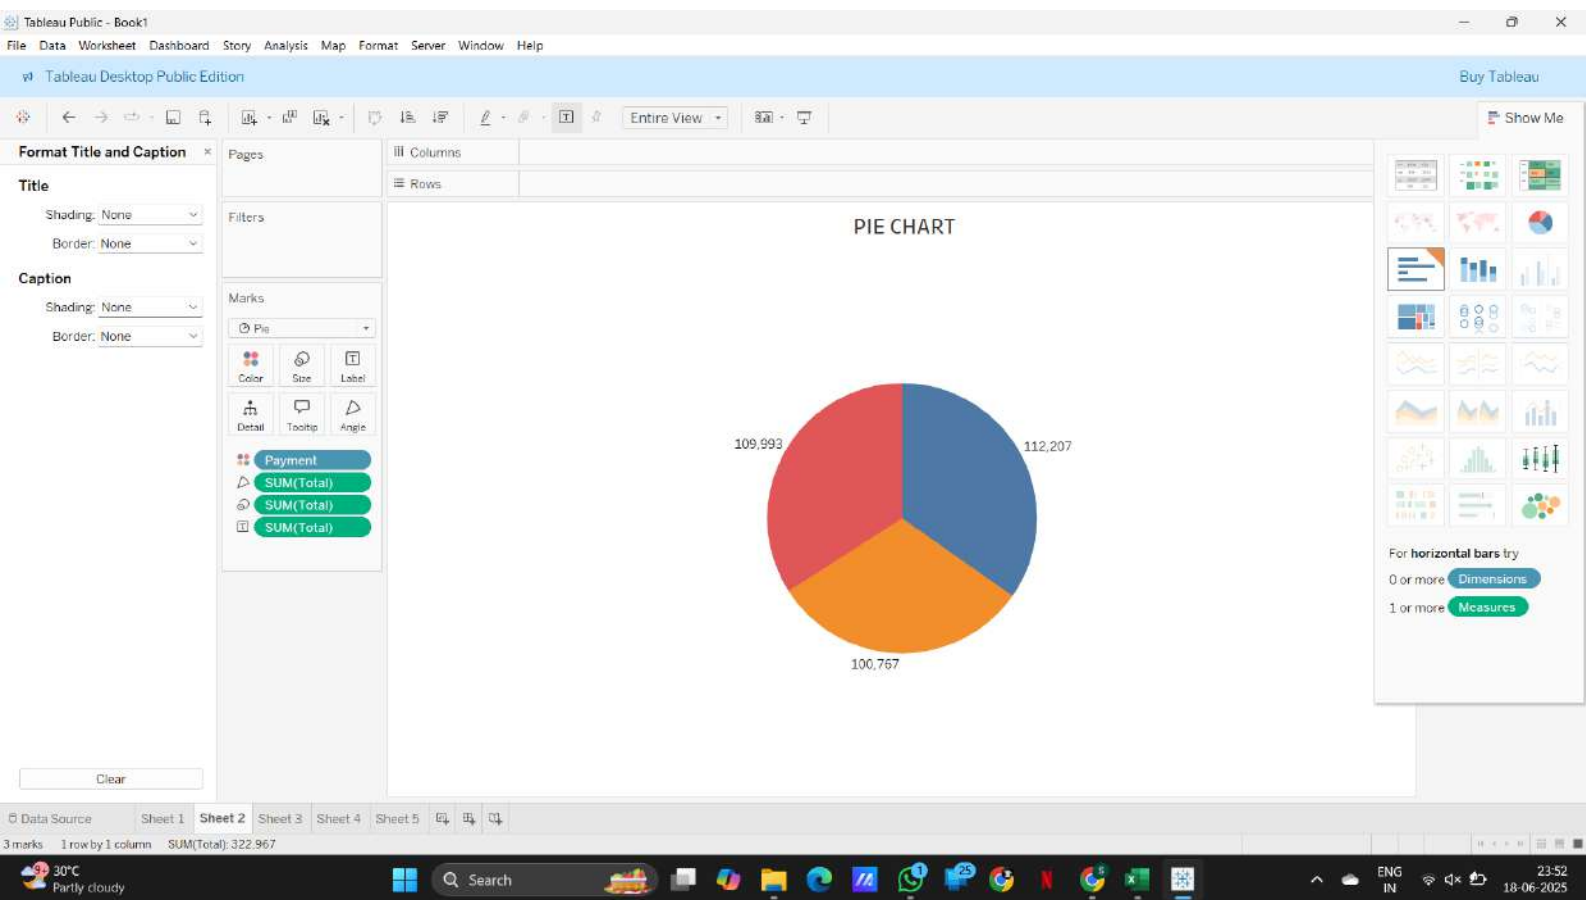 Tableau Public - Book1
File Data Worksheet Dashboard Story Analysis Map Format Server Window Help
Tableau Desktop Public Edition
Buy Tableau
Entire View
Show Me
Format Title and Caption ×
Title
Shading: None
Border: None
Caption
Shading: None
Border: None
Clear
Pages
Filters
Marks
Pie
Color Size Label
Detail Tooltip Angle
Payment
SUM(Total)
SUM(Total)
SUM(Total)
Columns
Rows
PIE CHART
109,993
112,207
100,767
For horizontal bars try
0 or more Dimensions
1 or more Measures
Data Source Sheet 1 Sheet 2 Sheet 3 Sheet 4 Sheet 5
3 marks 1 row by 1 column SUM(Total): 322,967
30°C
Partly cloudy
Search
1
25
ENG
IN
23:52
18-06-2025